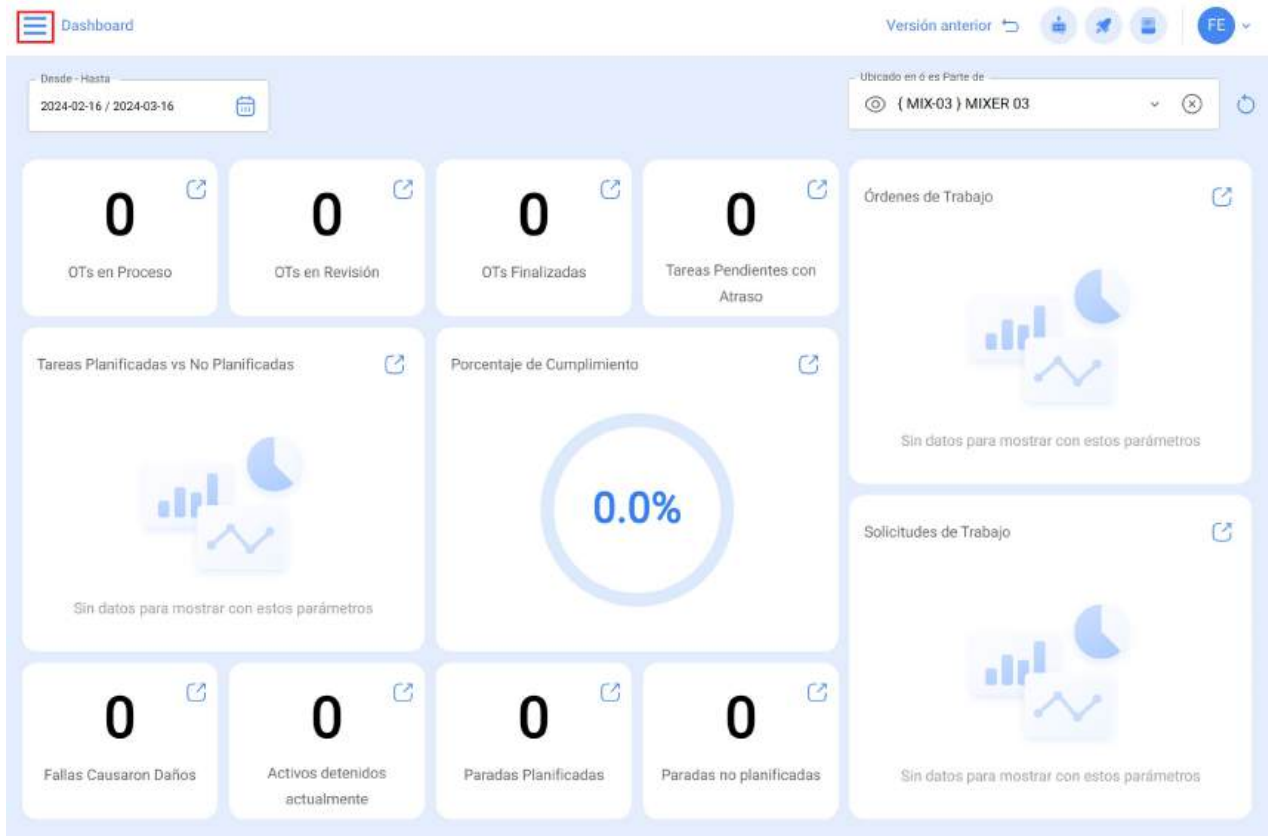 Dashboard
Versión anterior
FE
Desde - Hasta
2024-02-16 / 2024-03-16
Ubicado en ó es Parte de
{ MIX-03 } MIXER 03
0
OTs en Proceso
0
OTs en Revisión
0
OTs Finalizadas
0
Tareas Pendientes con
Atraso
Órdenes de Trabajo
Sin datos para mostrar con estos parámetros
Tareas Planificadas vs No Planificadas
Sin datos para mostrar con estos parámetros
Porcentaje de Cumplimiento
0.0%
Solicitudes de Trabajo
Sin datos para mostrar con estos parámetros
0
Fallas Causaron Daños
0
Activos detenidos
actualmente
0
Paradas Planificadas
0
Paradas no planificadas